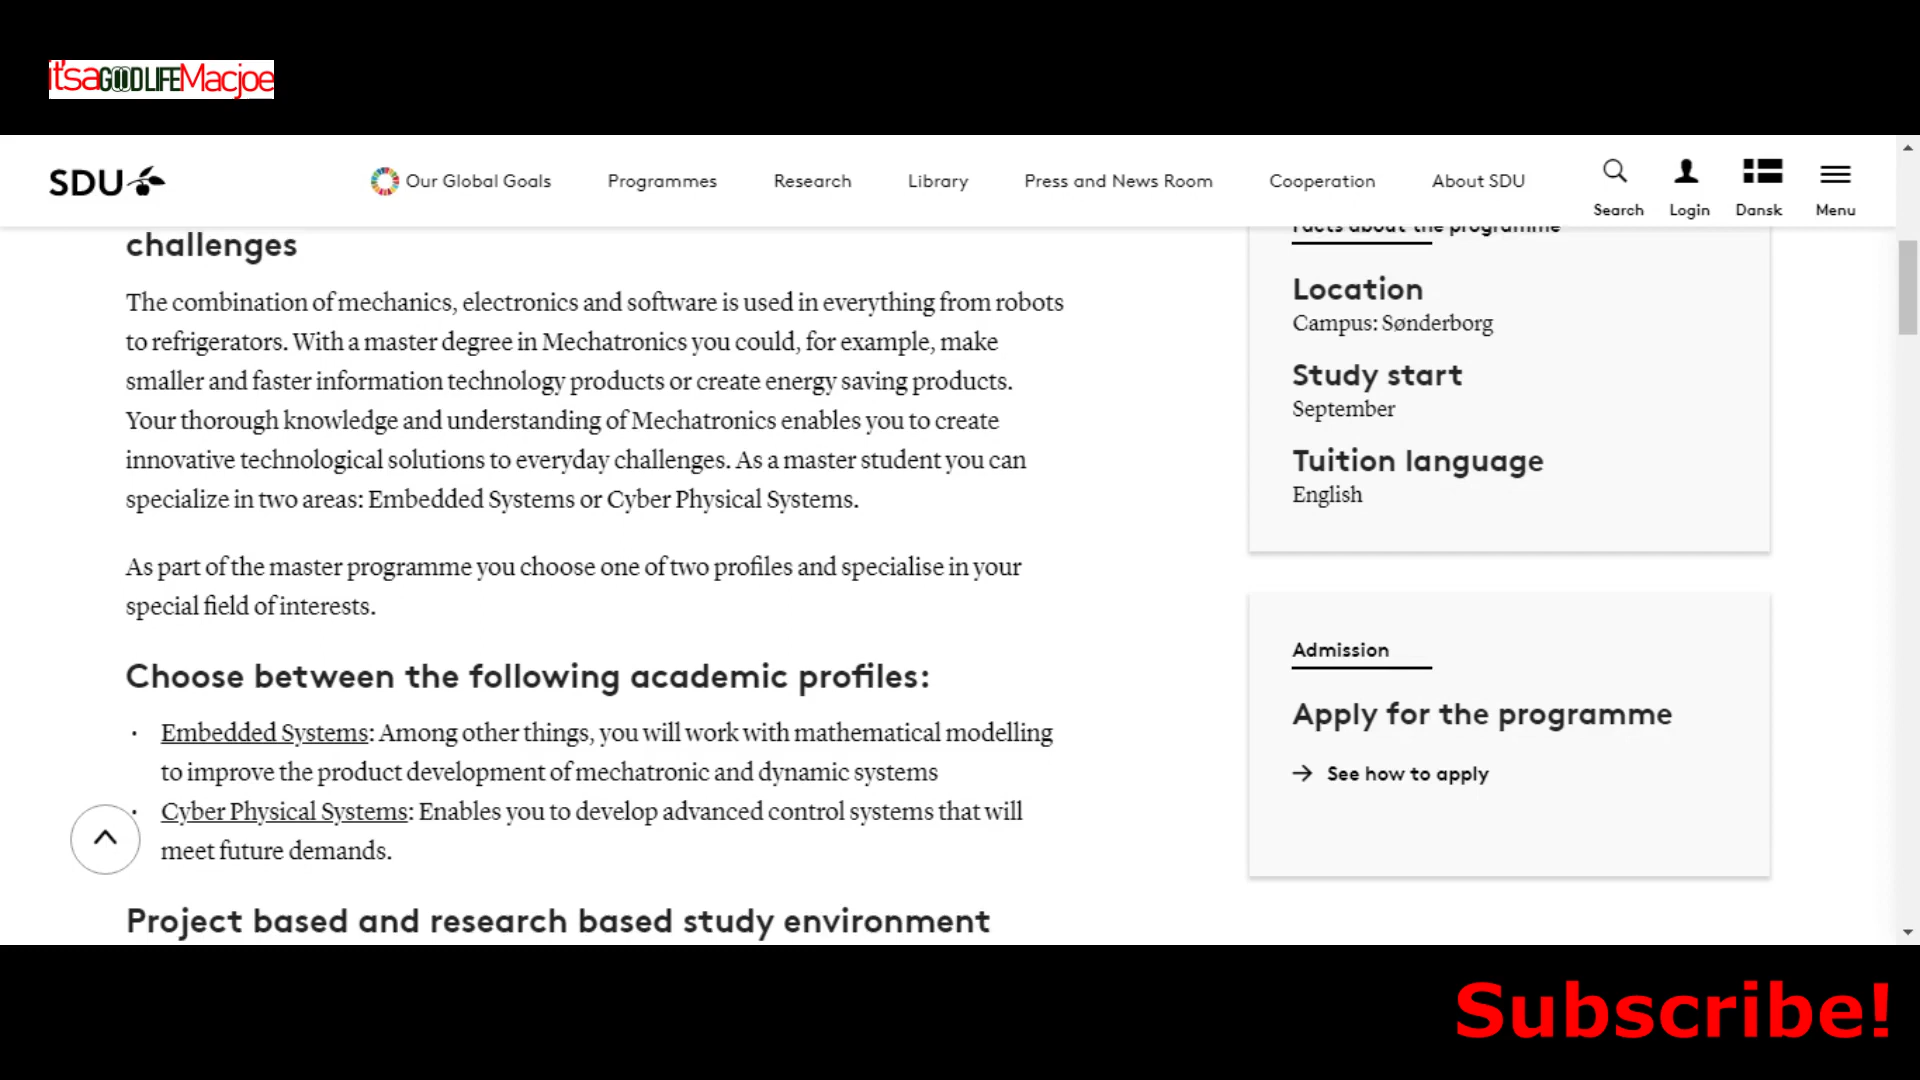 it'saGOODLIFEMacjoe
SDU
Our Global Goals
Programmes
Research
Library
Press and News Room
Cooperation
About SDU
Search
Login
Dansk
Menu
challenges
The combination of mechanics, electronics and software is used in everything from robots
to refrigerators. With a master degree in Mechatronics you could, for example, make
smaller and faster information technology products or create energy saving products.
Your thorough knowledge and understanding of Mechatronics enables you to create
innovative technological solutions to everyday challenges. As a master student you can
specialize in two areas: Embedded Systems or Cyber Physical Systems.
As part of the master programme you choose one of two profiles and specialise in your
special field of interests.
Choose between the following academic profiles:
· Embedded Systems: Among other things, you will work with mathematical modelling
to improve the product development of mechatronic and dynamic systems
· Cyber Physical Systems: Enables you to develop advanced control systems that will
meet future demands.
Project based and research based study environment
Facts about the programme
Location
Campus: Sønderborg
Study start
September
Tuition language
English
Admission
Apply for the programme
→ See how to apply
Subscribe!